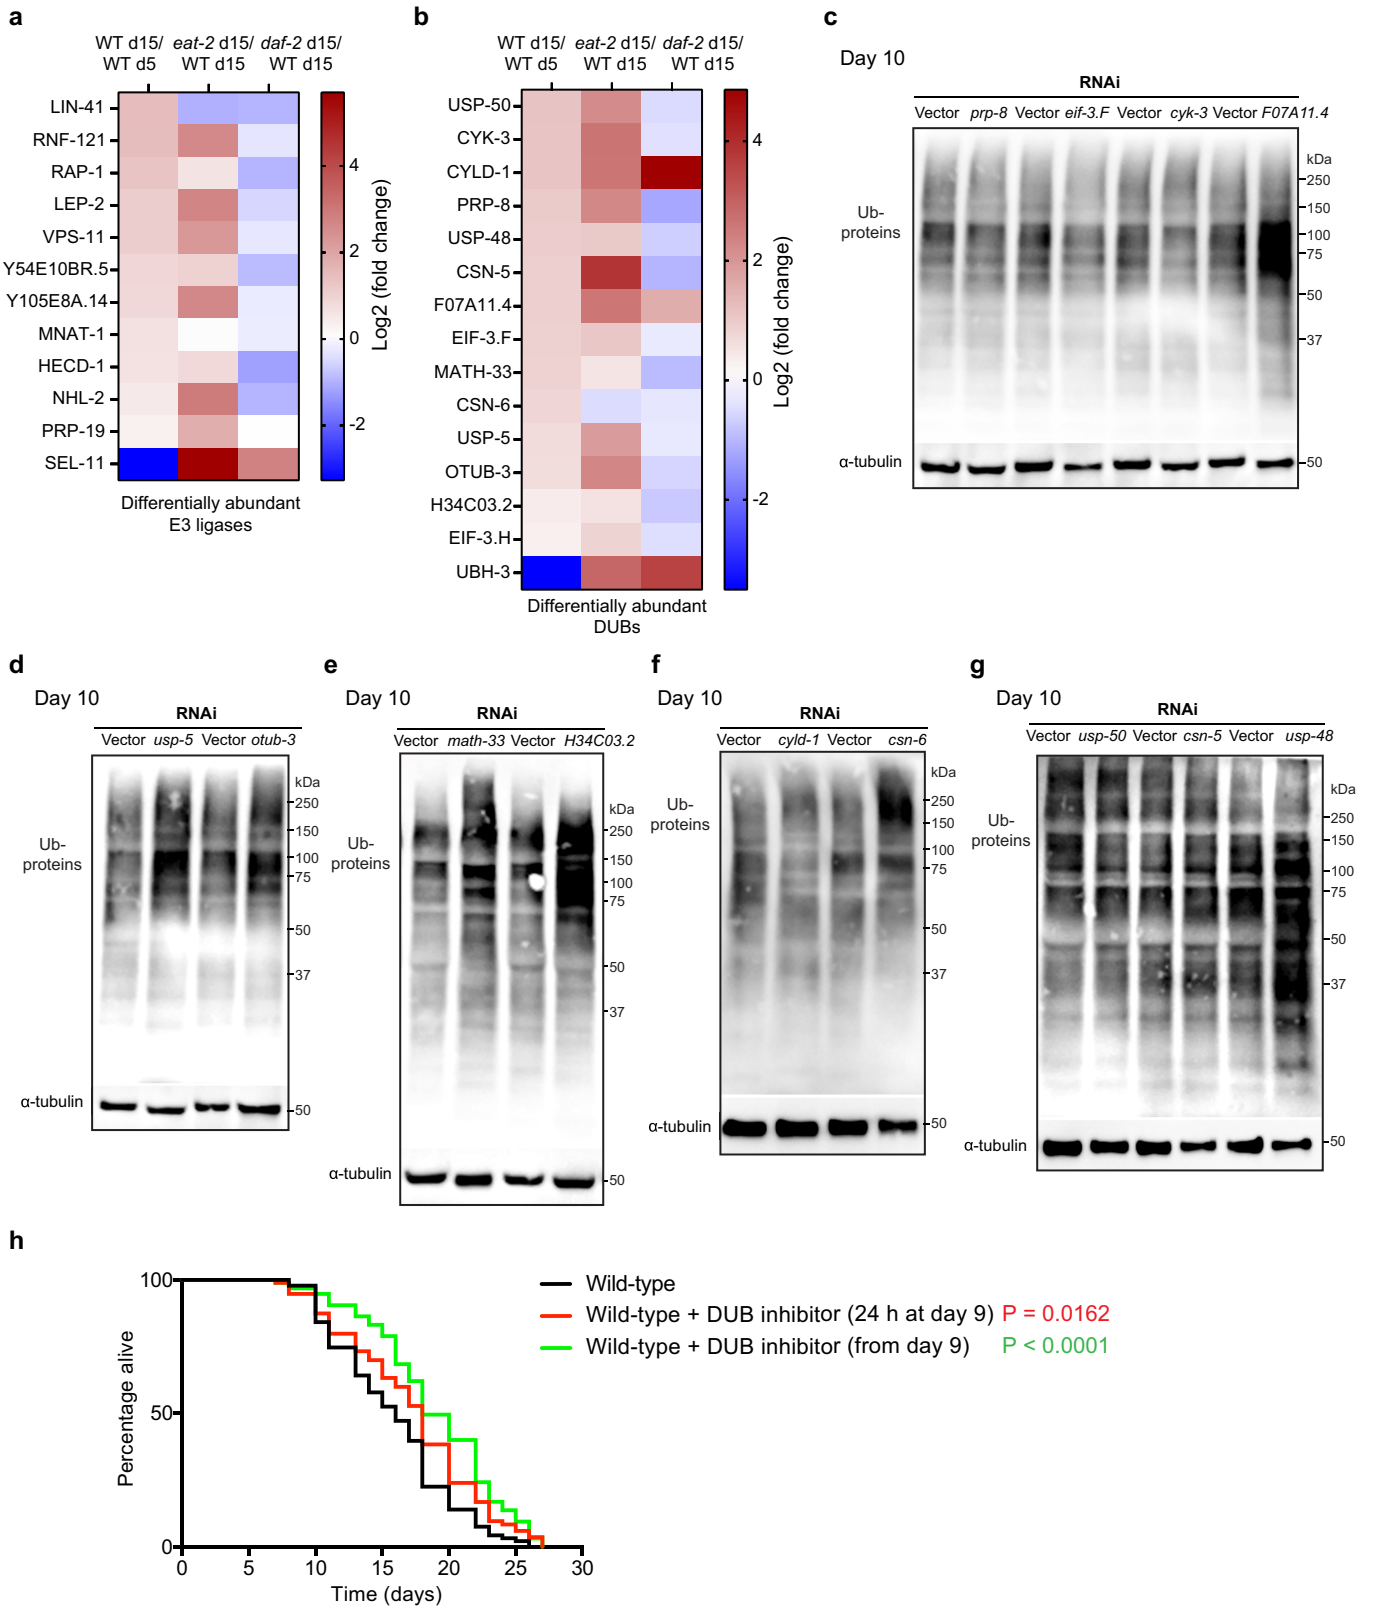 a
WT d15/ eat-2 d15/ daf-2 d15/
WT d5 WT d15 WT d15
LIN-41
RNF-121
RAP-1
LEP-2
VPS-11
Y54E10BR.5
Y105E8A.14
MNAT-1
HECD-1
NHL-2
PRP-19
SEL-11
4
2
0
-2
Log2 (fold change)
Differentially abundant
E3 ligases
b
WT d15/ eat-2 d15/ daf-2 d15/
WT d5 WT d15 WT d15
USP-50
CYK-3
CYLD-1
PRP-8
USP-48
CSN-5
F07A11.4
EIF-3.F
MATH-33
CSN-6
USP-5
OTUB-3
H34C03.2
EIF-3.H
UBH-3
4
2
0
-2
Log2 (fold change)
Differentially abundant
DUBs
c
Day 10
RNAi
Vector prp-8 Vector eif-3.F Vector cyk-3 Vector F07A11.4
Ub-
proteins
kDa
250
150
100
75
50
37
α-tubulin
50
d
Day 10
RNAi
Vector usp-5 Vector otub-3
Ub-
proteins
kDa
250
150
100
75
50
37
α-tubulin
50
e
Day 10
RNAi
Vector math-33 Vector H34C03.2
Ub-
proteins
kDa
250
150
100
75
50
37
α-tubulin
50
f
Day 10
RNAi
Vector cyld-1 Vector csn-6
Ub-
proteins
kDa
250
150
100
75
50
37
α-tubulin
50
g
Day 10
RNAi
Vector usp-50 Vector csn-5 Vector usp-48
Ub-
proteins
kDa
250
150
100
75
50
37
α-tubulin
50
h
Percentage alive
100
50
0
0 5 10 15 20 25 30
Time (days)
Wild-type
Wild-type + DUB inhibitor (24 h at day 9) P = 0.0162
Wild-type + DUB inhibitor (from day 9) P < 0.0001